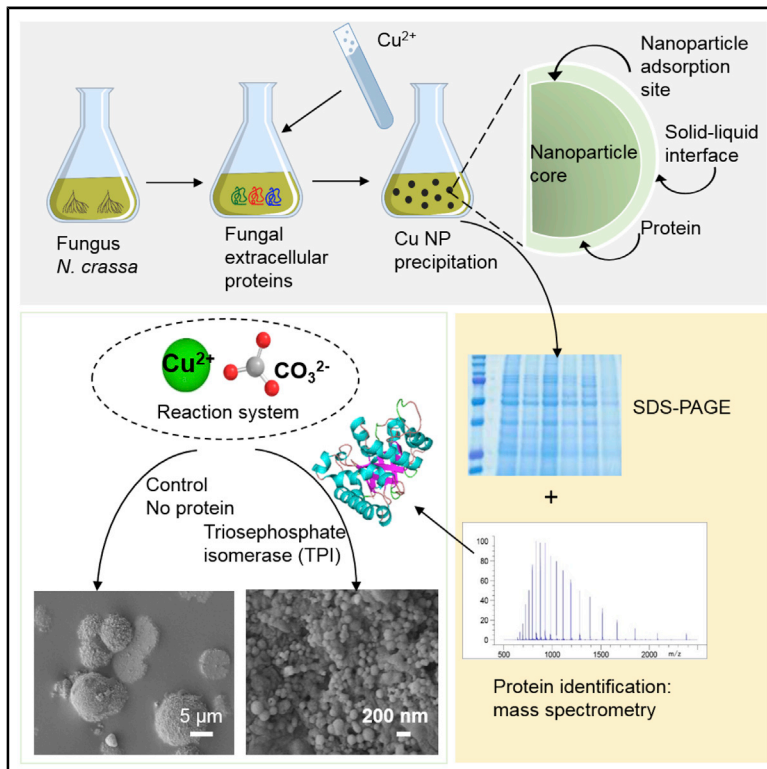 Cu²⁺
Nanoparticle
adsorption
site
Solid-liquid
interface
Nanoparticle
core
Protein
Fungus
N. crassa
Fungal
extracellular
proteins
Cu NP
precipitation
Cu²⁺
CO₃²⁻
Reaction system
Control
No protein
Triosephosphate
isomerase (TPI)
5 µm
200 nm
SDS-PAGE
+
100
80
60
40
20
0
500
1000
1500
2000
m/z
Protein identification:
mass spectrometry